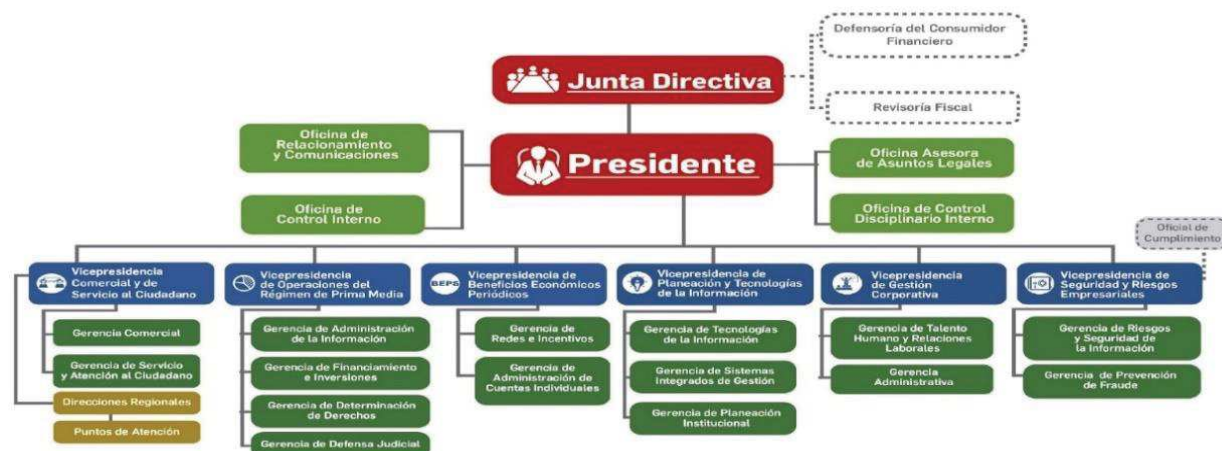 Defensoría del Consumidor
Financiero
Junta Directiva
Revisoría Fiscal
Oficina de
Relacionamiento
y Comunicaciones
Presidente
Oficina Asesora
de Asuntos Legales
Oficina de
Control Interno
Oficina de Control
Disciplinario Interno
Oficial de
Cumplimiento
Vicepresidencia
Comercial y de
Servicio al Ciudadano
Gerencia Comercial
Gerencia de Servicio
y Atención al Ciudadano
Direcciones Regionales
Puntos de Atención
Vicepresidencia
de Operaciones del
Régimen de Prima Media
Gerencia de Administración
de la Información
Gerencia de Financiamiento
e Inversiones
Gerencia de Determinación
de Derechos
Gerencia de Defensa Judicial
BEPS
Vicepresidencia de
Beneficios Económicos
Periódicos
Gerencia de
Redes e Incentivos
Gerencia de
Administración de
Cuentas Individuales
Vicepresidencia de
Planeación y Tecnologías
de la Información
Gerencia de Tecnologías
de la Información
Gerencia de Sistemas
Integrados de Gestión
Gerencia de Planeación
Institucional
Vicepresidencia
de Gestión
Corporativa
Gerencia de Talento
Humano y Relaciones
Laborales
Gerencia
Administrativa
Vicepresidencia de
Seguridad y Riesgos
Empresariales
Gerencia de Riesgos
y Seguridad de
la Información
Gerencia de Prevención
de Fraude